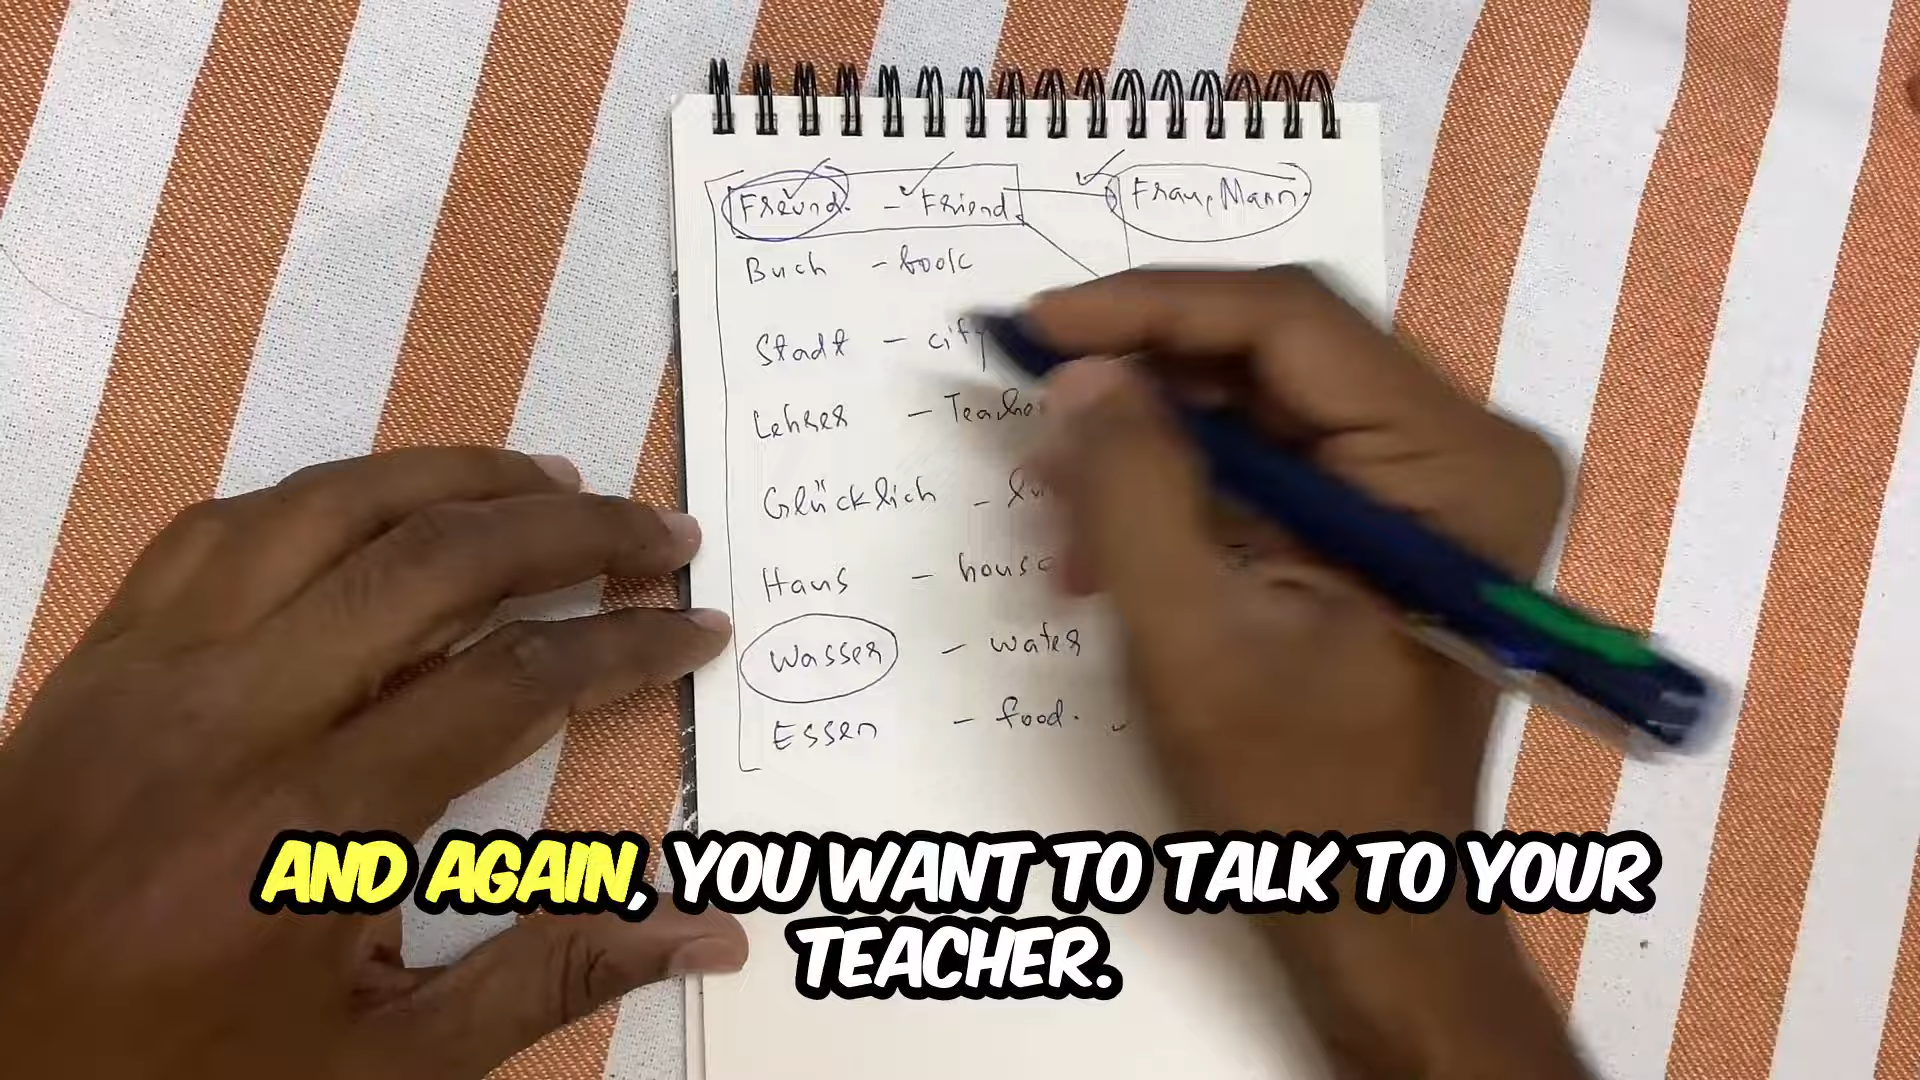 Freund. - Friend. Frau, Mann.
Buch - book
Stadt - city
Lehrer - Teacher
Glücklich -
Haus - house
Wasser - water
Essen - food.
AND AGAIN, YOU WANT TO TALK TO YOUR
TEACHER.